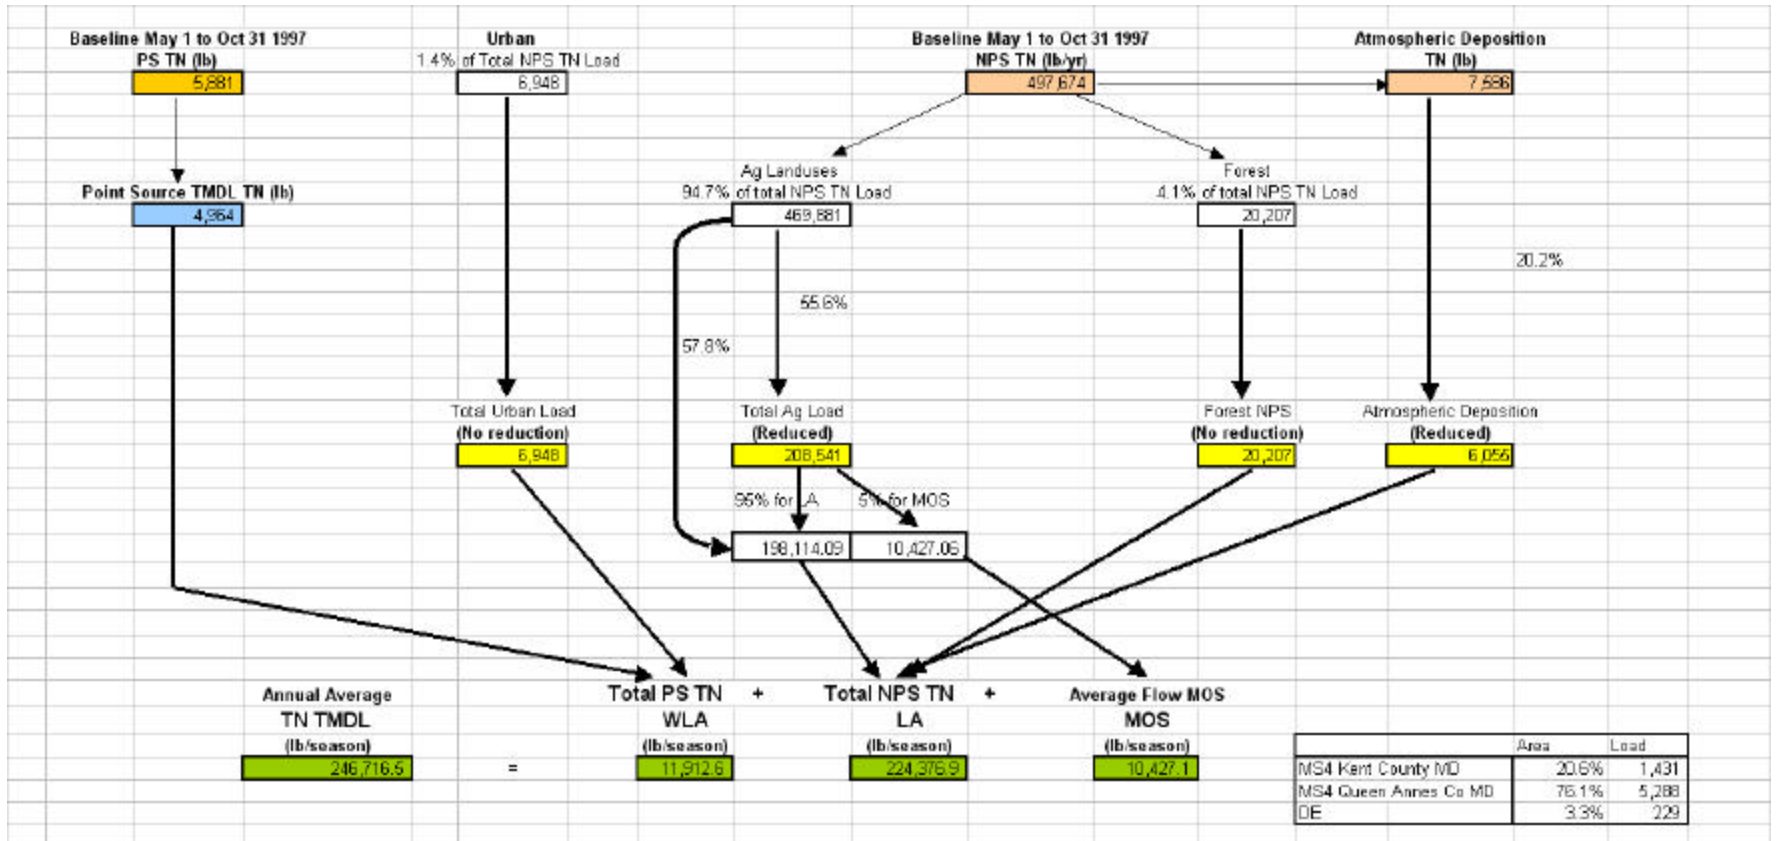 Baseline May 1 to Oct 31 1997 Urban Baseline May 1 to Oct 31 1997 Atmospheric Deposition
PS TN (lb) 1.4% of Total NPS TN Load NPS TN (lb/yr) TN (lb)
5,881 6,948 497,674 7,586
Ag Landuses Forest
Point Source TMDL TN (lb) 94.7% of total NPS TN Load 4.1% of total NPS TN Load
4,964 469,681 20,207
20.2%
55.6%
57.8%
Total Urban Load Total Ag Load Forest NPS Atmospheric Deposition
(No reduction) (Reduced) (No reduction) (Reduced)
6,948 208,541 20,207 6,055
95% for LA 5% for MOS
198,114.09 10,427.06
Annual Average Total PS TN + Total NPS TN + Average Flow MOS
TN TMDL WLA LA MOS
(lb/season) (lb/season) (lb/season) (lb/season)
246,716.5 = 11,912.6 224,376.9 10,427.1
Area Load
MS4 Kent County MD 20.6% 1,431
MS4 Queen Annes Co MD 76.1% 5,288
DE 3.3% 229